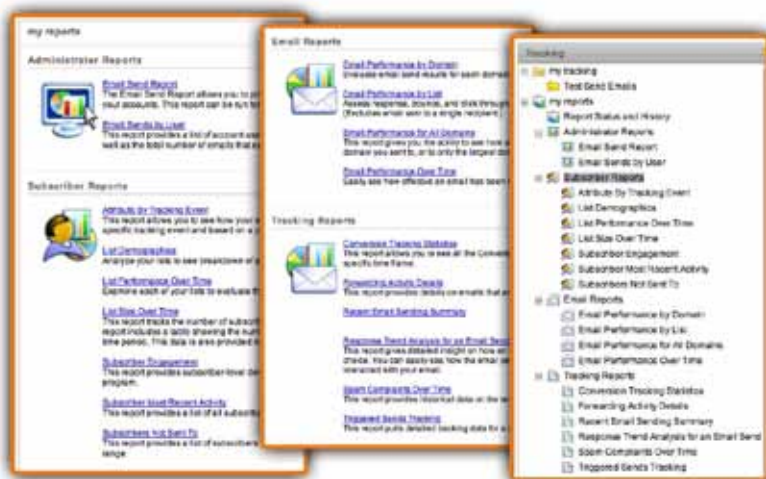 my reports
Administrator Reports
Email Send Report
The Email Send Report allows you to
your accounts. This report can be run
Email Sends by User
This report provides a list of account
well as the total number of emails that
Subscriber Reports
Attribute by Tracking Event
This report allows you to see how your
specific tracking event and based on a
List Demographics
Analyze your lists to see breakdown of
List Performance Over Time
Examine each of your lists to evaluate
List Size Over Time
This report tracks the number of
report includes a table showing the
time period. This data is also provided
Subscriber Engagement
This report provides subscriber-level
program.
Subscriber Most Recent Activity
This report provides a list of all
Subscribers Not Sent To
This report provides a list of subscribers
range
Email Reports
Email Performance by Domain
Evaluate email send results for each domain
Email Performance by List
Assess response, bounce, and click through
(Excludes email sent to a single recipient.)
Email Performance for All Domains
This report gives you the ability to see how
domain you sent to, or to only the largest
Email Performance Over Time
Easily see how effective an email has been
Tracking Reports
Conversion Tracking Statistics
This report allows you to see all the
specific time frame.
Forwarding Activity Details
This report provides details on emails that
Recent Email Sending Summary
Response Trend Analysis for an Email Send
This report gives detailed insight on how an
choice. You can easily see how the email
interacted with your email.
Spam Complaints Over Time
This report provides historical data on the
Triggered Sends Tracking
This report pulls detailed tracking data for a
Tracking
my tracking
Test Send Emails
my reports
Report Status and History
Administrator Reports
Email Send Report
Email Sends by User
Subscriber Reports
Attribute By Tracking Event
List Demographics
List Performance Over Time
List Size Over Time
Subscriber Engagement
Subscriber Most Recent Activity
Subscribers Not Sent To
Email Reports
Email Performance by Domain
Email Performance by List
Email Performance for All Domains
Email Performance Over Time
Tracking Reports
Conversion Tracking Statistics
Forwarding Activity Details
Recent Email Sending Summary
Response Trend Analysis for an Email Send
Spam Complaints Over Time
Triggered Sends Tracking